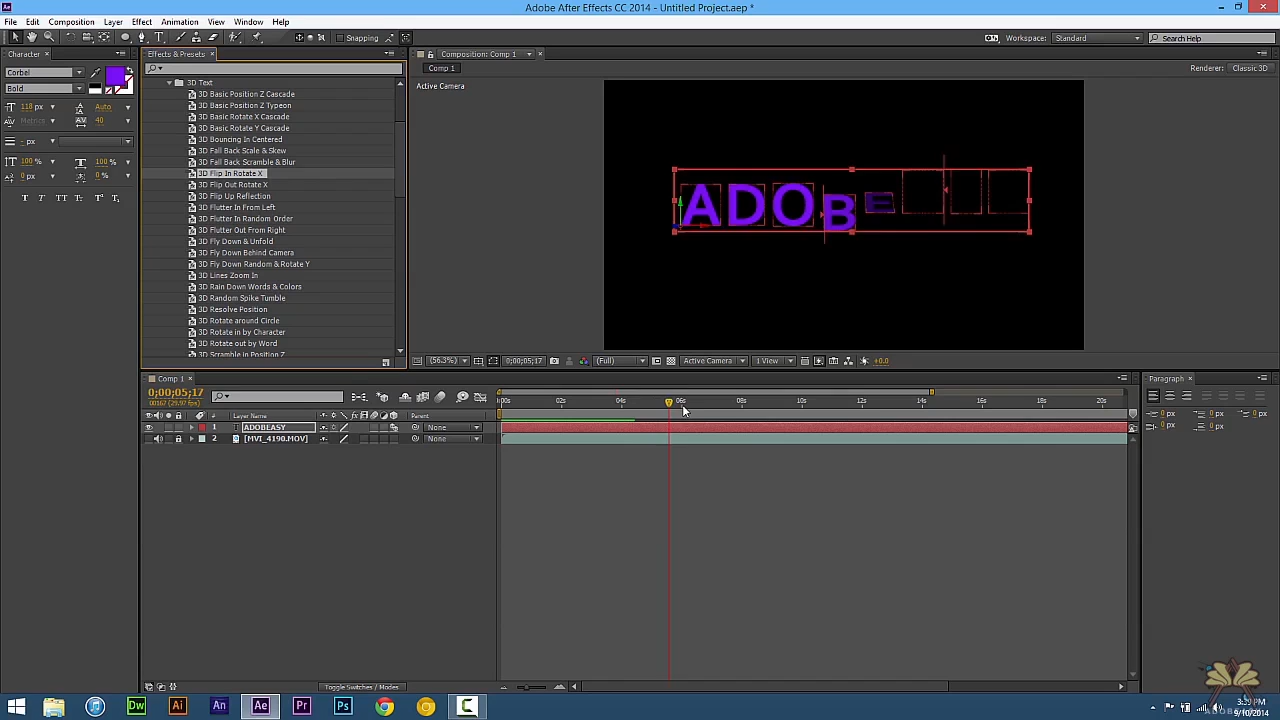 Adobe After Effects CC 2014 - Untitled Project.aep *
File Edit Composition Layer Effect Animation View Window Help
Snapping
Workspace: Standard
Search Help
Character
Corbel
Bold
118 px
Auto
Metrics
40
- px
100 %
100 %
0 px
0 %
T T TT Tt T¹ T₁
Effects & Presets
3D Text
3D Basic Position Z Cascade
3D Basic Position Z Typeon
3D Basic Rotate X Cascade
3D Basic Rotate Y Cascade
3D Bouncing In Centered
3D Fall Back Scale & Skew
3D Fall Back Scramble & Blur
3D Flip In Rotate X
3D Flip Out Rotate X
3D Flip Up Reflection
3D Flutter In From Left
3D Flutter In Random Order
3D Flutter Out From Right
3D Fly Down & Unfold
3D Fly Down Behind Camera
3D Fly Down Random & Rotate Y
3D Lines Zoom In
3D Rain Down Words & Colors
3D Random Spike Tumble
3D Resolve Position
3D Rotate around Circle
3D Rotate in by Character
3D Rotate out by Word
3D Scramble in Position Z
Composition: Comp 1
Comp 1
Renderer: Classic 3D
Active Camera
ADOBE
(56.3%)
0;00;05;17
(Full)
Active Camera
1 View
+0.0
Comp 1
0;00;05;17
00167 (29.97 fps)
:00s 02s 04s 06s 08s 10s 12s 14s 16s 18s 20s
# Layer Name Parent
1 T ADOBEASY None
2 [MVI_4190.MOV] None
Toggle Switches / Modes
Paragraph
0 px 0 px 0 px
0 px 0 px
Dw Ai An Ae Pr Ps C
9/10/2014